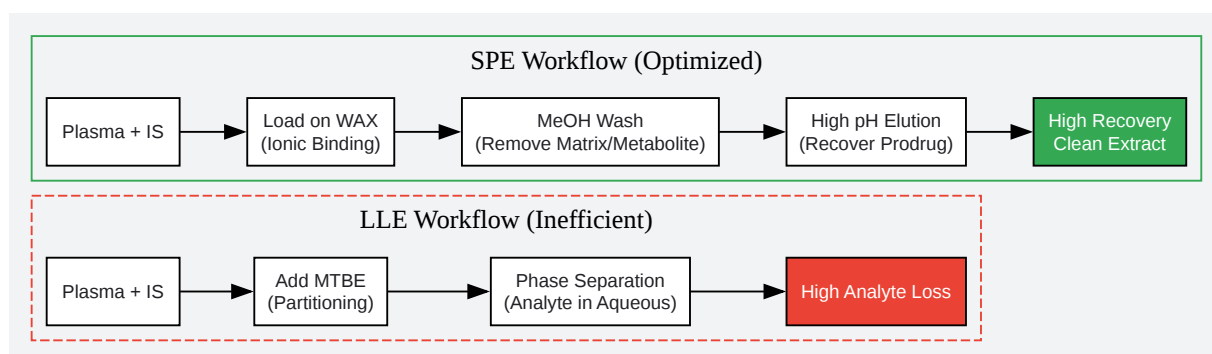 SPE Workflow (Optimized)
Plasma + IS
Load on WAX
(Ionic Binding)
MeOH Wash
(Remove Matrix/Metabolite)
High pH Elution
(Recover Prodrug)
High Recovery
Clean Extract
LLE Workflow (Inefficient)
Plasma + IS
Add MTBE
(Partitioning)
Phase Separation
(Analyte in Aqueous)
High Analyte Loss